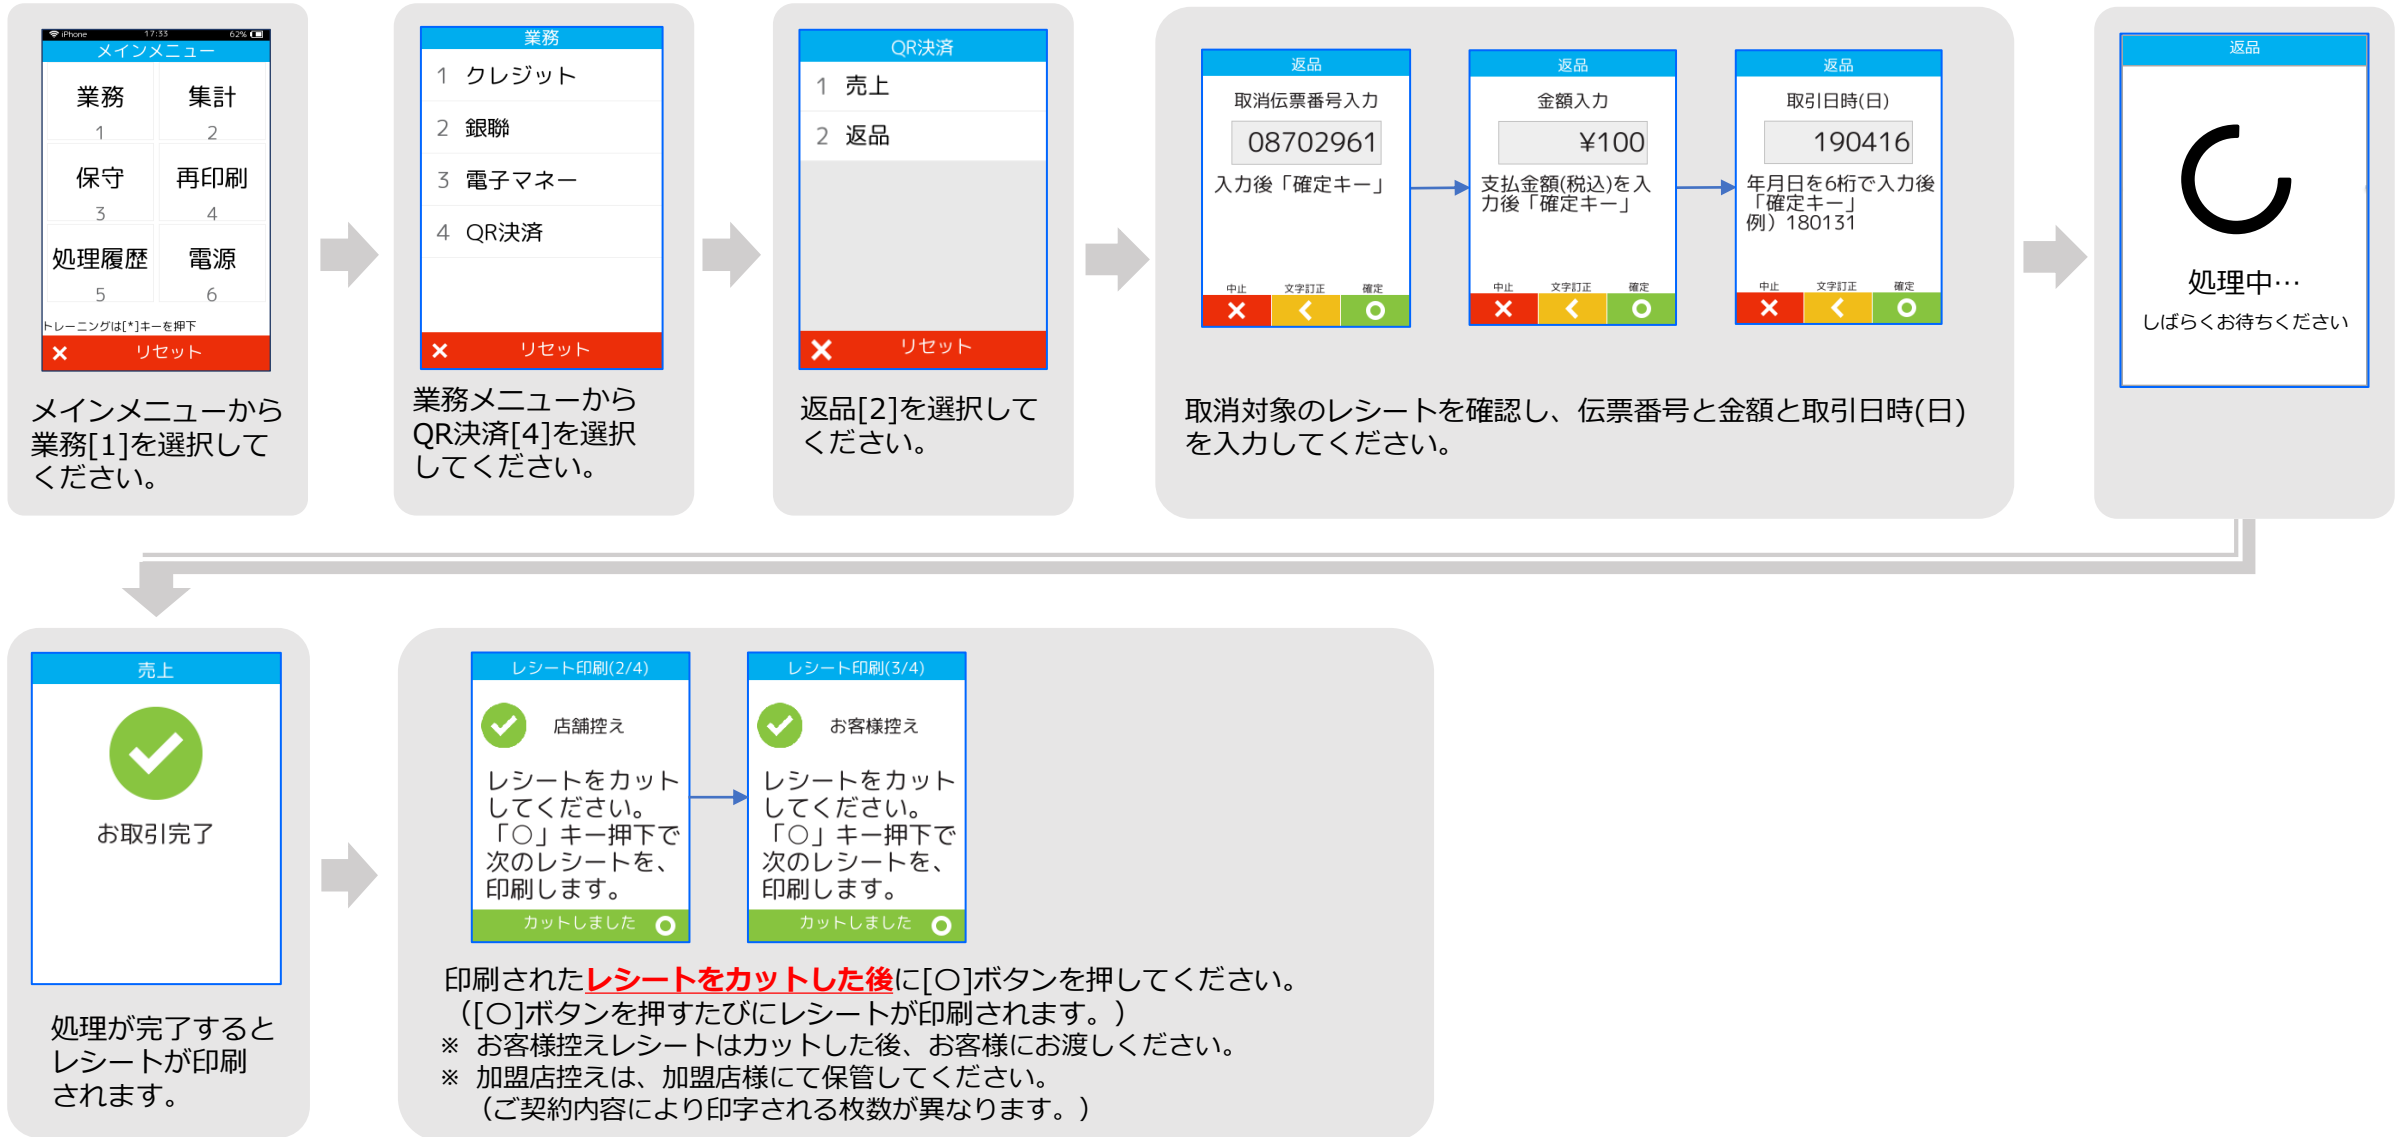 iPhone 17:33 62%
メインメニュー
業務 集計
1 2
保守 再印刷
3 4
処理履歴 電源
5 6
トレーニングは[*]キーを押下
× リセット
メインメニューから
業務[1]を選択して
ください。
業務
1 クレジット
2 銀聯
3 電子マネー
4 QR決済
× リセット
業務メニューから
QR決済[4]を選択
してください。
QR決済
1 売上
2 返品
× リセット
返品[2]を選択して
ください。
返品
取消伝票番号入力
08702961
入力後「確定キー」
中止 文字訂正 確定
返品
金額入力
¥100
支払金額(税込)を入
力後「確定キー」
中止 文字訂正 確定
返品
取引日時(日)
190416
年月日を6桁で入力後
「確定キー」
例）180131
中止 文字訂正 確定
取消対象のレシートを確認し、伝票番号と金額と取引日時(日)
を入力してください。
返品
処理中…
しばらくお待ちください
売上
お取引完了
処理が完了すると
レシートが印刷
されます。
レシート印刷(2/4)
店舗控え
レシートをカット
してください。
「○」キー押下で
次のレシートを、
印刷します。
カットしました
レシート印刷(3/4)
お客様控え
レシートをカット
してください。
「○」キー押下で
次のレシートを、
印刷します。
カットしました
印刷されたレシートをカットした後に[○]ボタンを押してください。
（[○]ボタンを押すたびにレシートが印刷されます。）
※ お客様控えレシートはカットした後、お客様にお渡しください。
※ 加盟店控えは、加盟店様にて保管してください。
（ご契約内容により印字される枚数が異なります。）